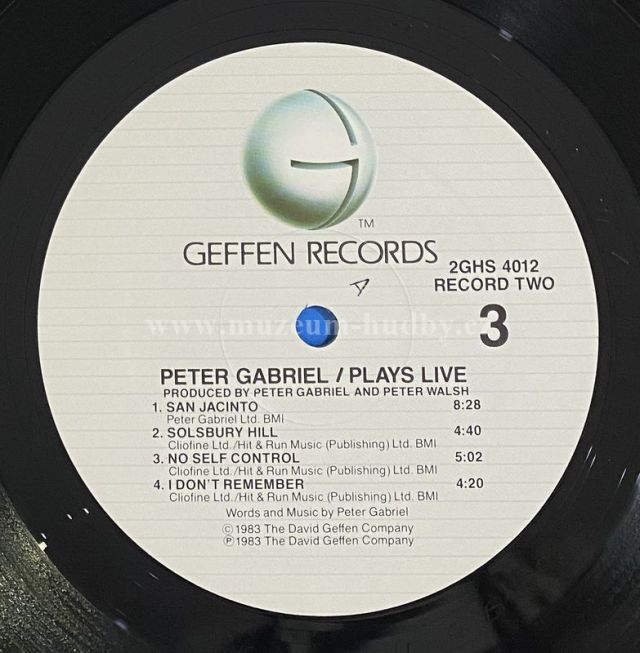 TM
GEFFEN RECORDS
2GHS 4012
RECORD TWO
3
www.muzeum-hudby.cz
PETER GABRIEL / PLAYS LIVE
PRODUCED BY PETER GABRIEL AND PETER WALSH
1. SAN JACINTO 8:28
Peter Gabriel Ltd. BMI
2. SOLSBURY HILL 4:40
Cliofine Ltd./Hit & Run Music (Publishing) Ltd. BMI
3. NO SELF CONTROL 5:02
Cliofine Ltd./Hit & Run Music (Publishing) Ltd. BMI
4. I DON'T REMEMBER 4:20
Cliofine Ltd./Hit & Run Music (Publishing) Ltd. BMI
Words and Music by Peter Gabriel
© 1983 The David Geffen Company
℗ 1983 The David Geffen Company